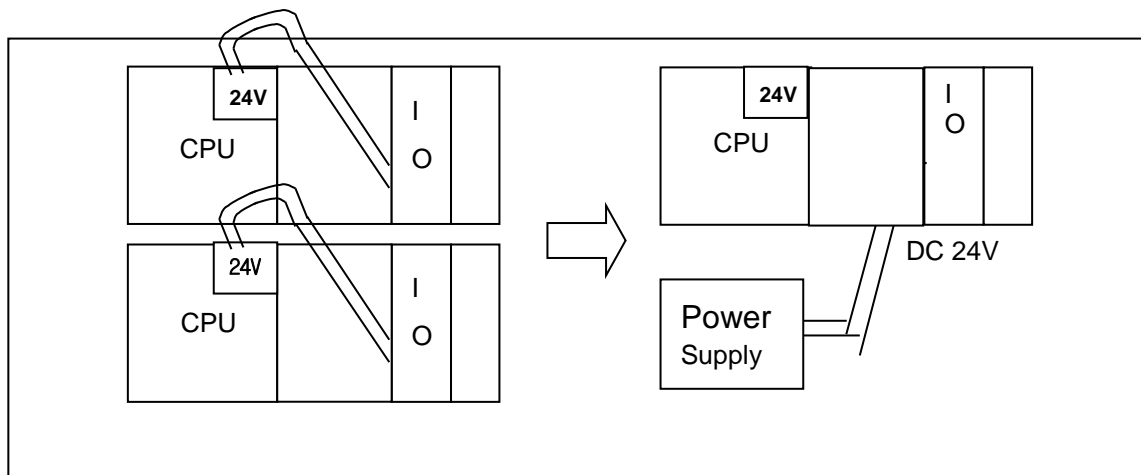 24V
CPU
I
O
24V
CPU
I
O
24V
CPU
I
O
DC 24V
Power
Supply